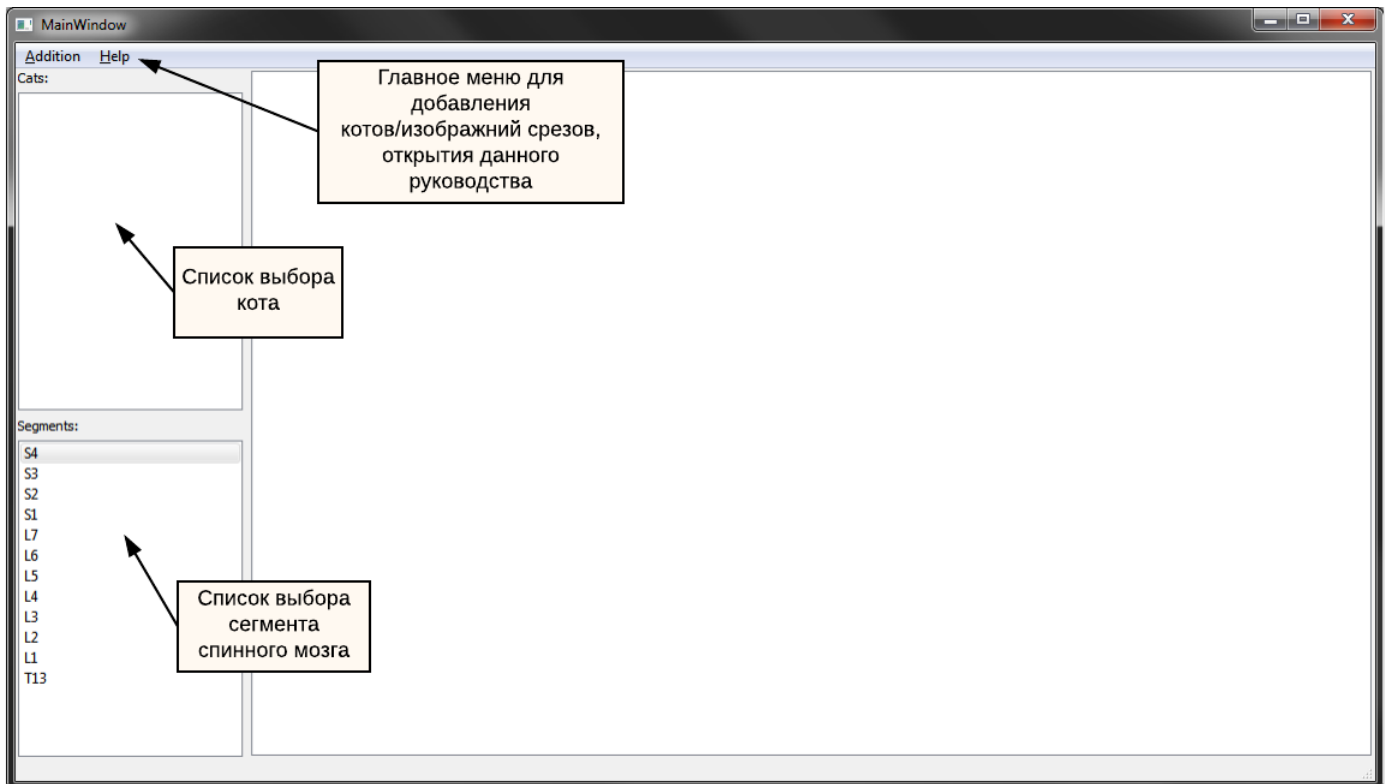 MainWindow
Addition Help
Cats:
Главное меню для
добавления
котов/изображний срезов,
открытия данного
руководства
Список выбора
кота
Segments:
S4
S3
S2
S1
L7
L6
L5
L4
L3
L2
L1
T13
Список выбора
сегмента
спинного мозга